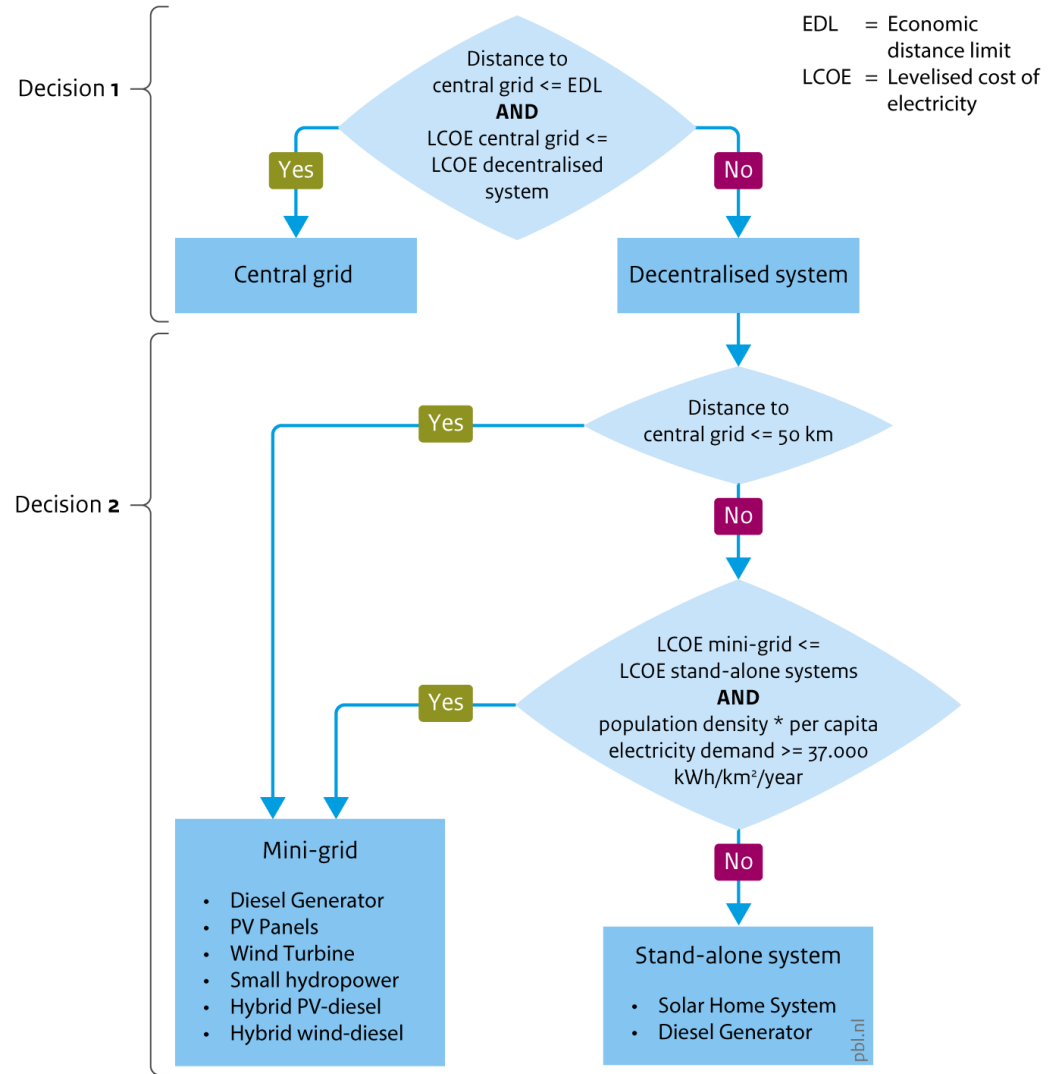 EDL = Economic
distance limit
LCOE = Levelised cost of
electricity
Decision 1
Distance to
central grid <= EDL
AND
LCOE central grid <=
LCOE decentralised
system
Yes
No
Central grid
Decentralised system
Decision 2
Distance to
central grid <= 50 km
Yes
No
LCOE mini-grid <=
LCOE stand-alone systems
AND
population density * per capita
electricity demand >= 37.000
kWh/km²/year
Yes
No
Mini-grid
• Diesel Generator
• PV Panels
• Wind Turbine
• Small hydropower
• Hybrid PV-diesel
• Hybrid wind-diesel
Stand-alone system
• Solar Home System
• Diesel Generator
pbl.nl